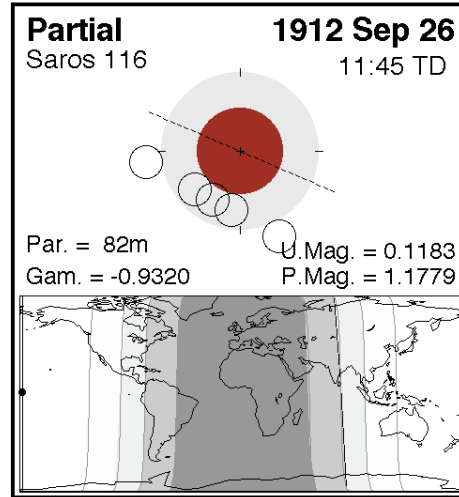 Partial 1912 Sep 26
Saros 116 11:45 TD
Par. = 82m U.Mag. = 0.1183
Gam. = -0.9320 P.Mag. = 1.1779